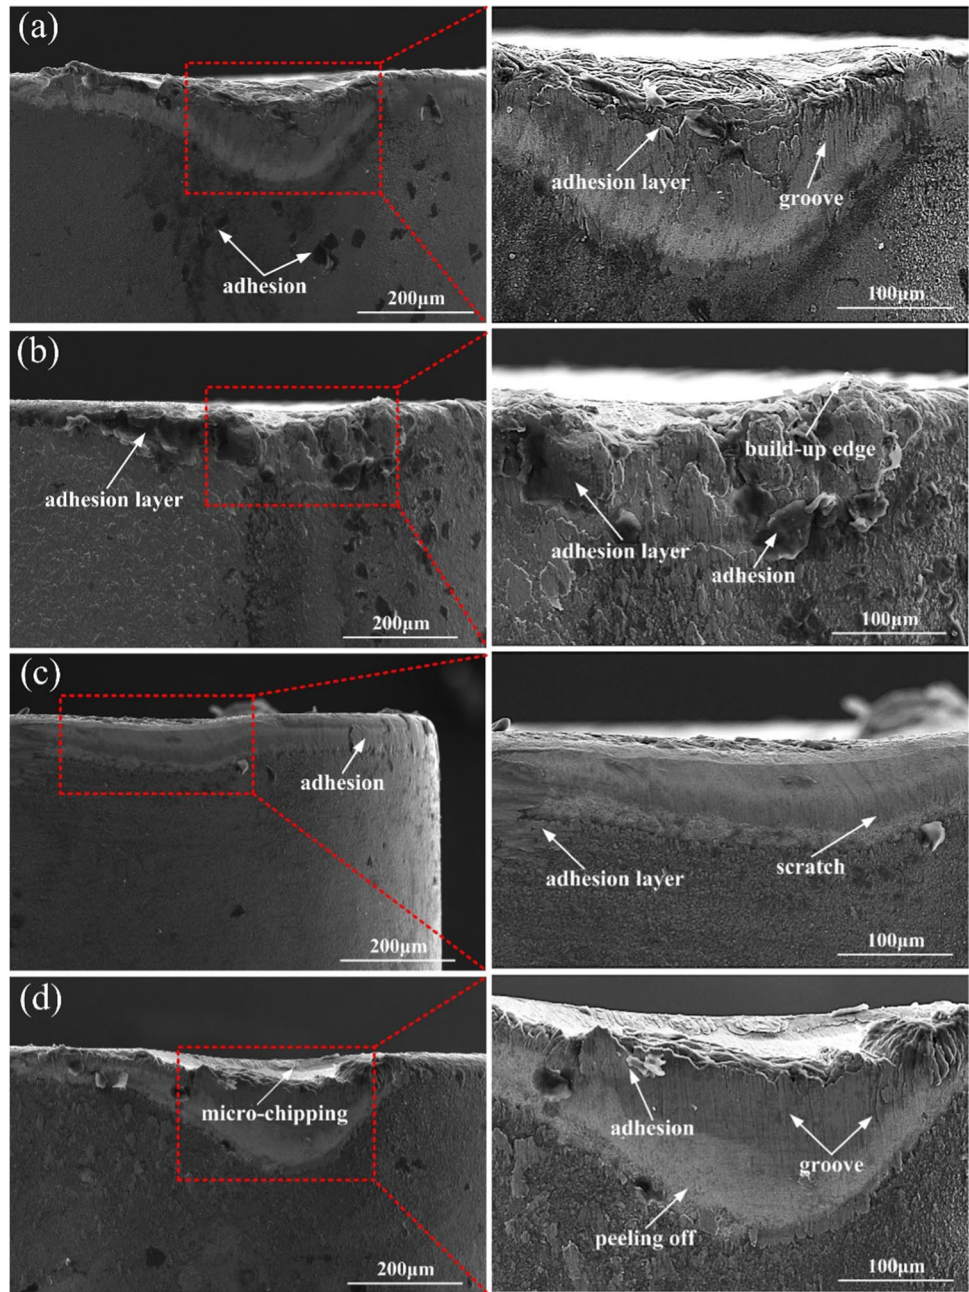 (a)
adhesion
200μm
adhesion layer
groove
100μm
(b)
adhesion layer
200μm
build-up edge
adhesion layer
adhesion
100μm
(c)
adhesion
200μm
scratch
adhesion layer
100μm
(d)
micro-chipping
200μm
adhesion
groove
peeling off
100μm